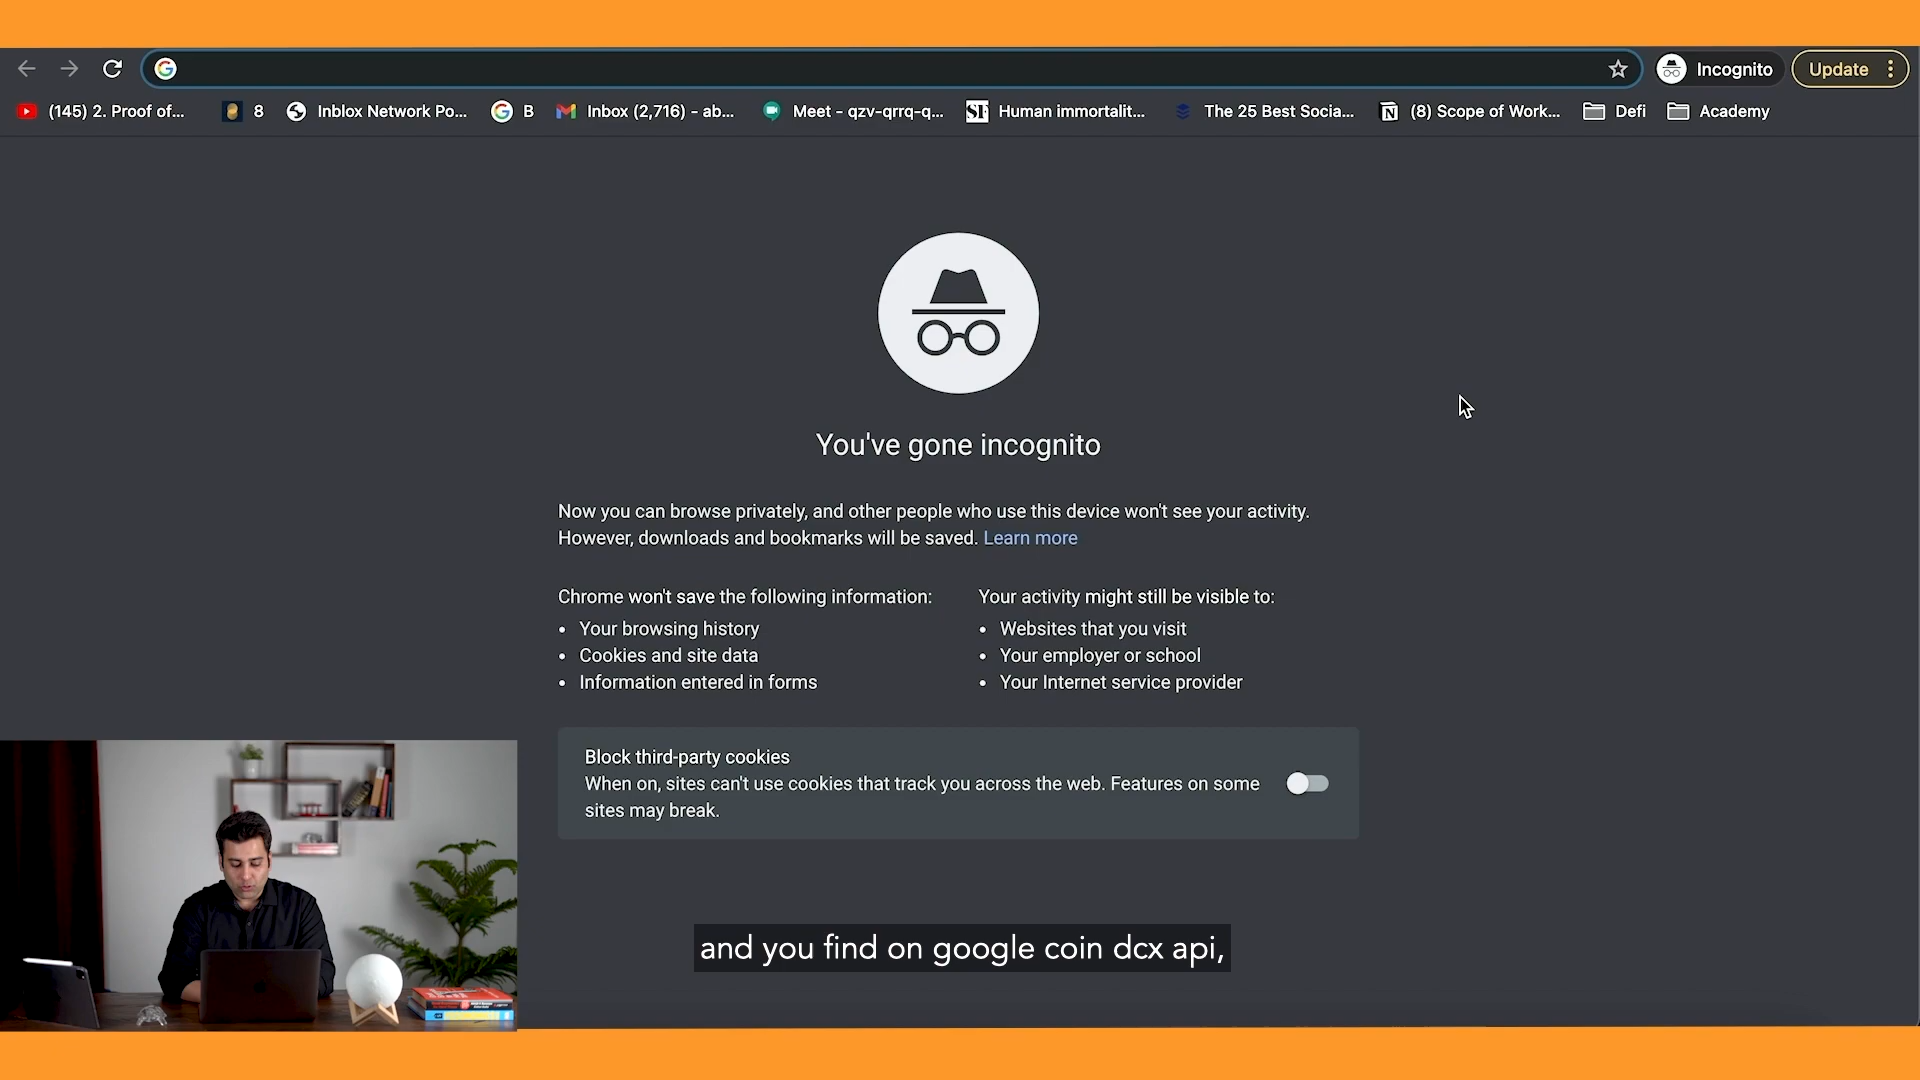 Incognito
Update
(145) 2. Proof of...
8
Inblox Network Po...
B
Inbox (2,716) - ab...
Meet - qzv-qrrq-q...
SF
Human immortalit...
The 25 Best Socia...
(8) Scope of Work...
Defi
Academy
You've gone incognito
Now you can browse privately, and other people who use this device won't see your activity.
However, downloads and bookmarks will be saved. Learn more
Chrome won't save the following information:
Your browsing history
Cookies and site data
Information entered in forms
Your activity might still be visible to:
Websites that you visit
Your employer or school
Your Internet service provider
Block third-party cookies
When on, sites can't use cookies that track you across the web. Features on some
sites may break.
and you find on google coin dcx api,